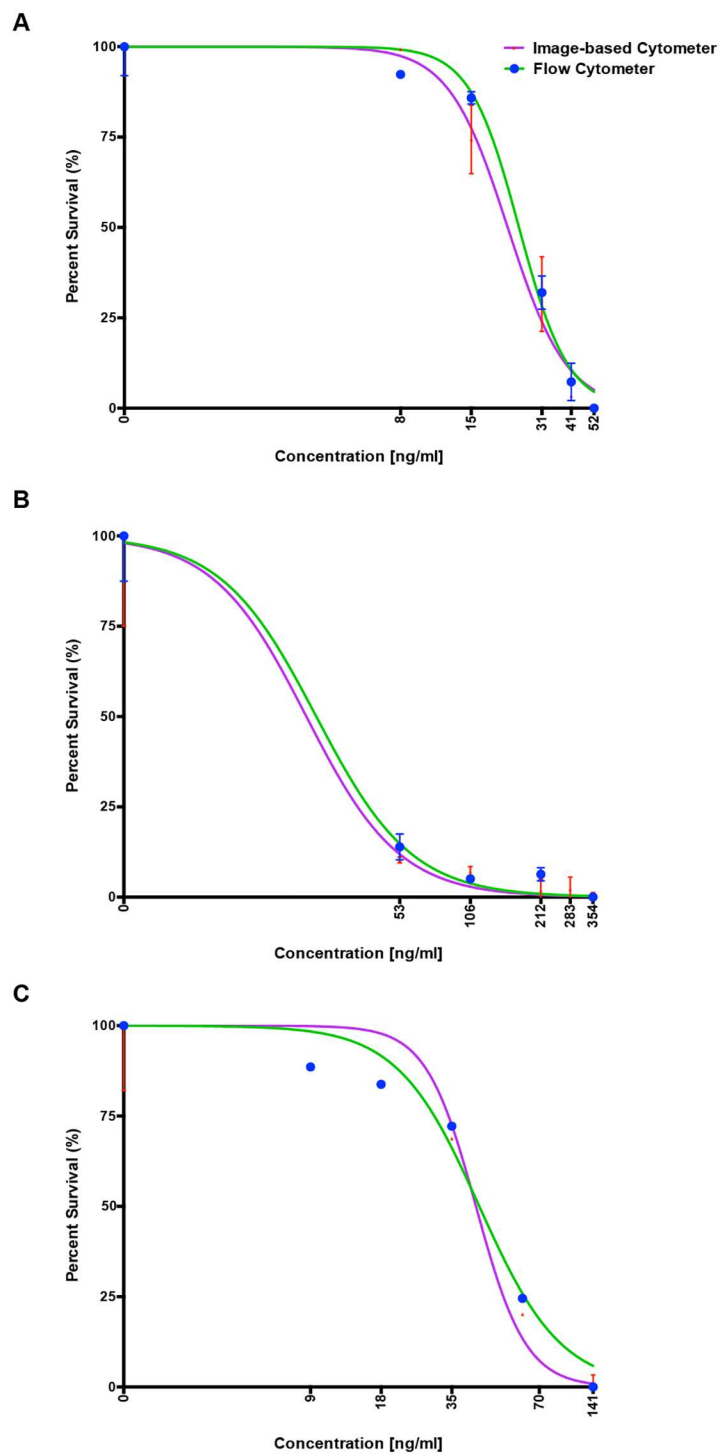 A
Image-based Cytometer
Flow Cytometer
100
75
50
25
0
Percent Survival (%)
0 8 15 31 41 52
Concentration [ng/ml]
B
100
75
50
25
0
Percent Survival (%)
0 53 106 212 283 354
Concentration [ng/ml]
C
100
75
50
25
0
Percent Survival (%)
0 9 18 35 70 141
Concentration [ng/ml]